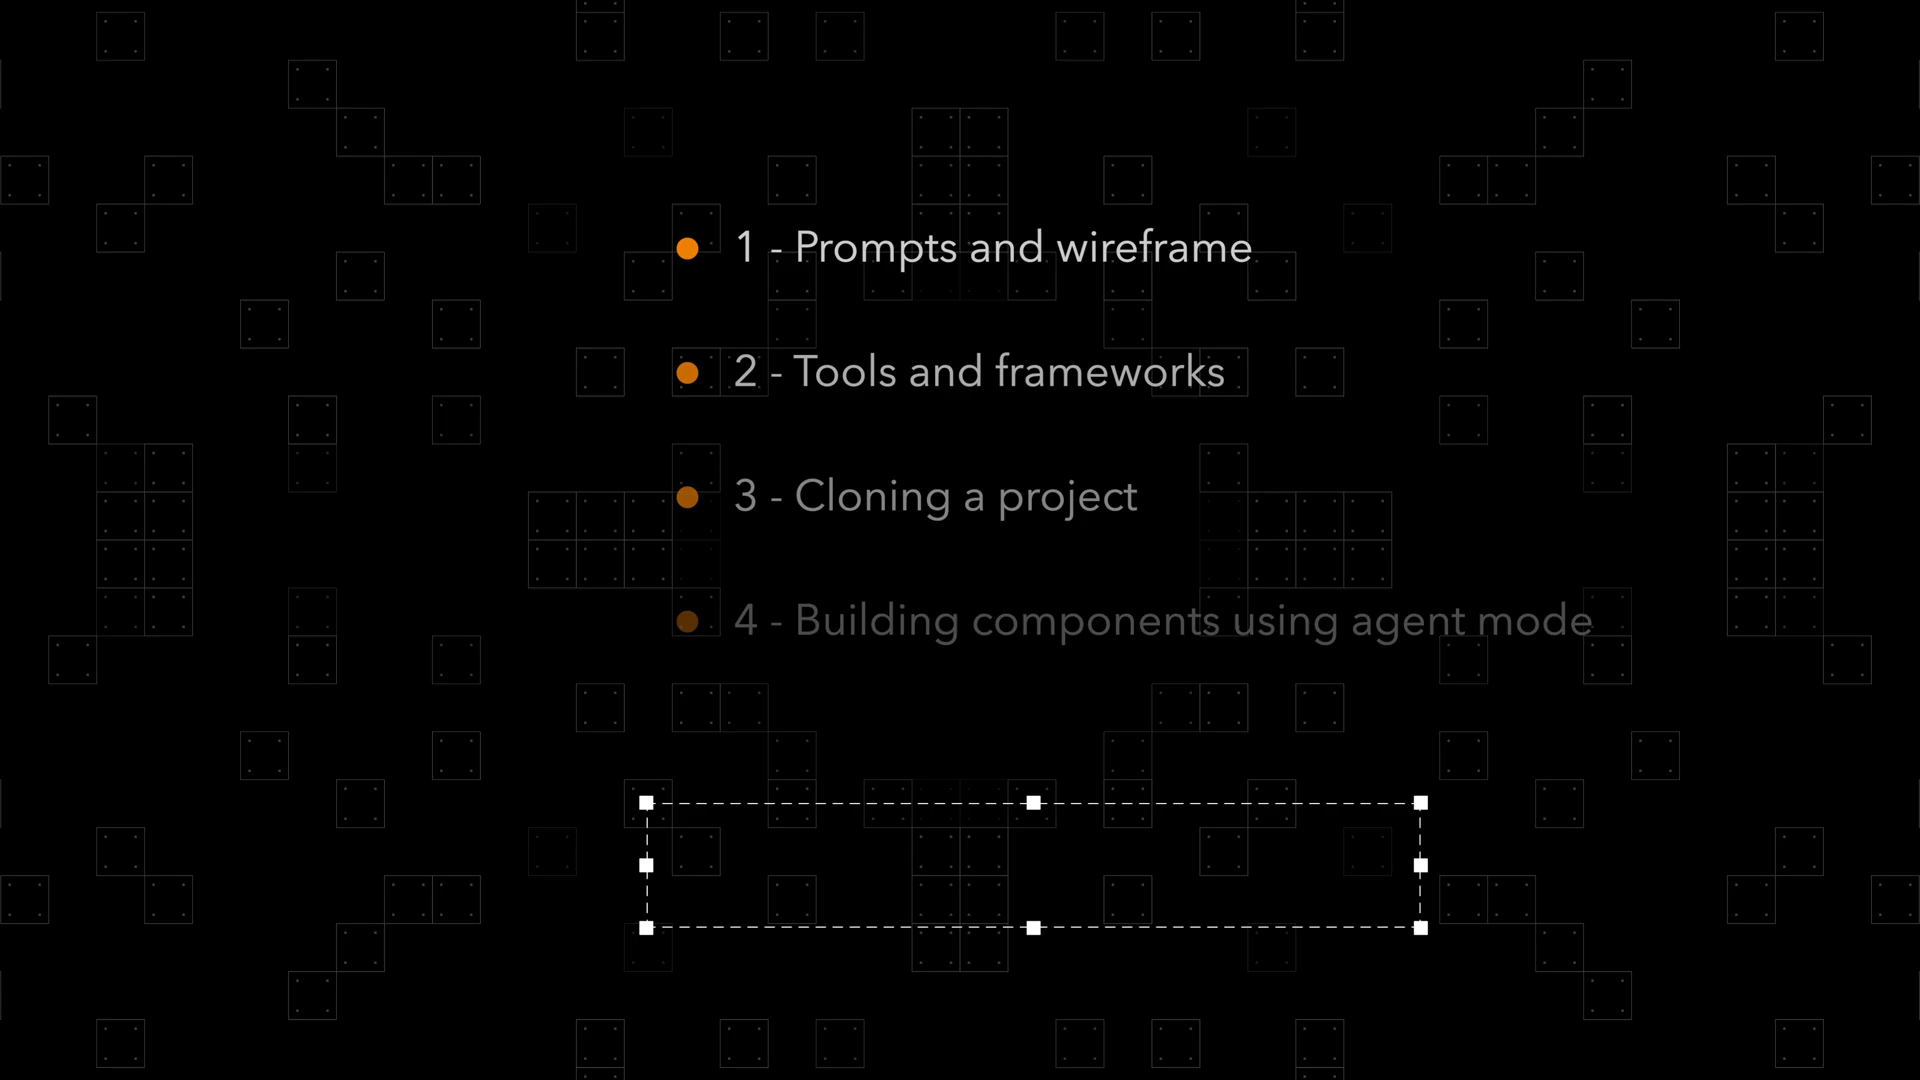 1 - Prompts and wireframe
2 - Tools and frameworks
3 - Cloning a project
4 - Building components using agent mode